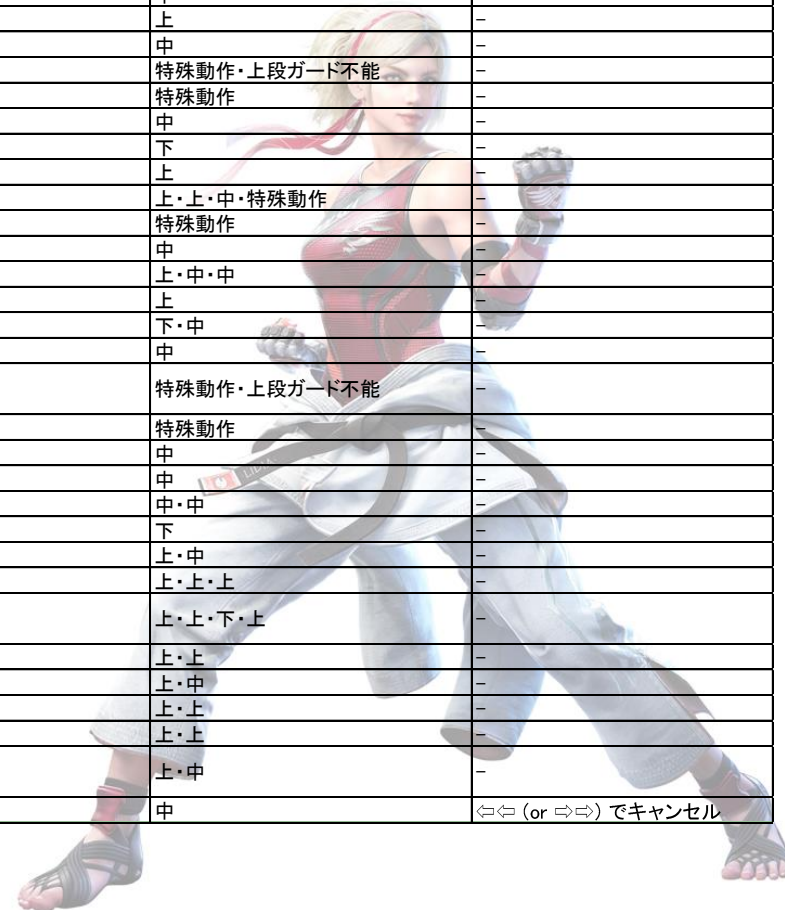 上 -
中 -
特殊動作・上段ガード不能 -
特殊動作 -
中 -
下 -
上 -
上・上・中・特殊動作 -
特殊動作 -
中 -
上・中・中 -
上 -
下・中 -
中 -
特殊動作・上段ガード不能 -
特殊動作 -
中 -
中 -
中・中 -
下 -
上・中 -
上・上・上 -
上・上・下・上 -
上・上 -
上・中 -
上・上 -
上・上 -
上・中 -
中 ⇦⇦ (or ⇨⇨) でキャンセル
LIDIA